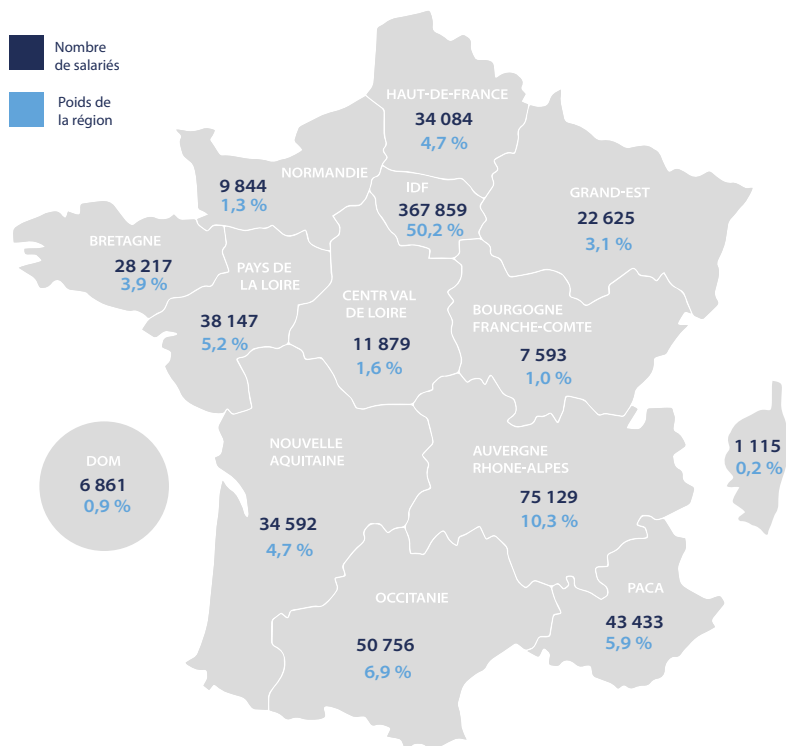 Nombre
de salariés
Poids de
la région
HAUT-DE-FRANCE
34 084
4,7 %
NORMANDIE
9 844
1,3 %
IDF
367 859
50,2 %
GRAND-EST
22 625
3,1 %
BRETAGNE
28 217
3,9 %
PAYS DE
LA LOIRE
38 147
5,2 %
CENTR VAL
DE LOIRE
11 879
1,6 %
BOURGOGNE
FRANCHE-COMTE
7 593
1,0 %
DOM
6 861
0,9 %
NOUVELLE
AQUITAINE
34 592
4,7 %
AUVERGNE
RHONE-ALPES
75 129
10,3 %
1 115
0,2 %
OCCITANIE
50 756
6,9 %
PACA
43 433
5,9 %